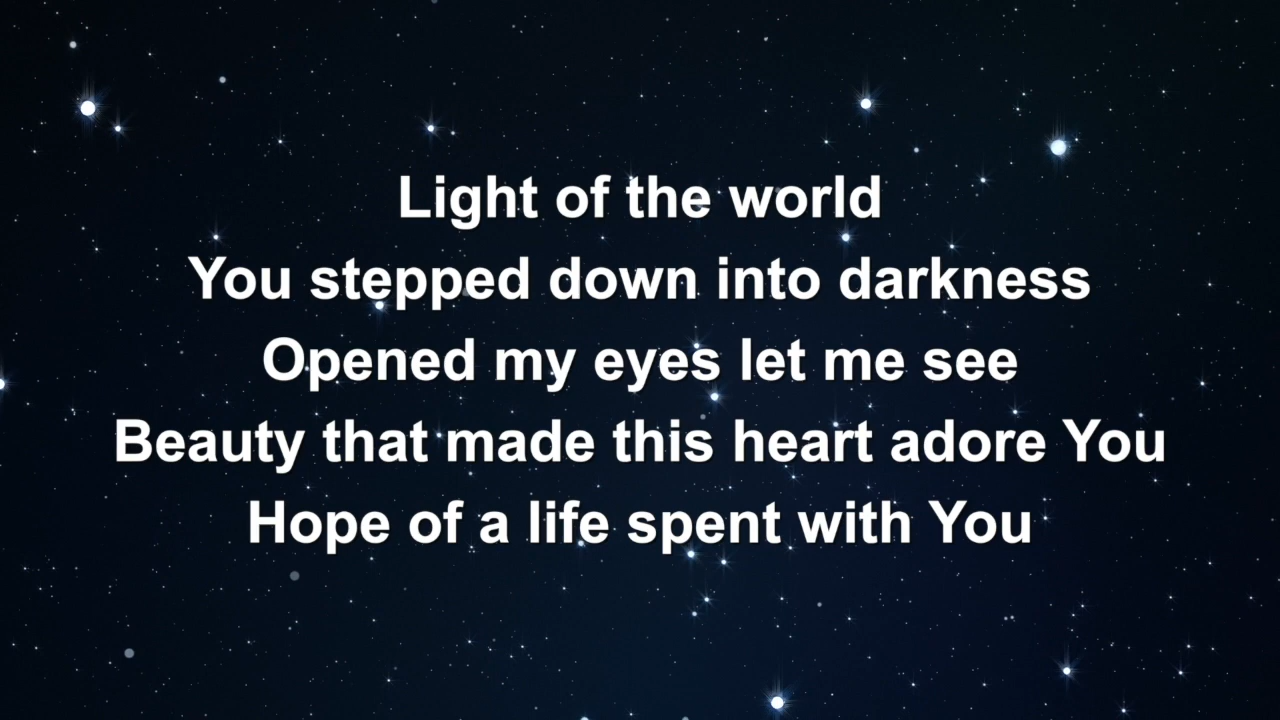 Light of the world
You stepped down into darkness
Opened my eyes let me see
Beauty that made this heart adore You
Hope of a life spent with You